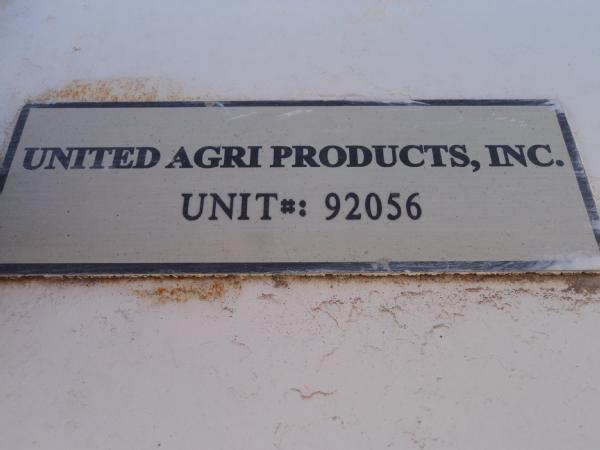 UNITED AGRI PRODUCTS, INC.
UNIT#: 92056